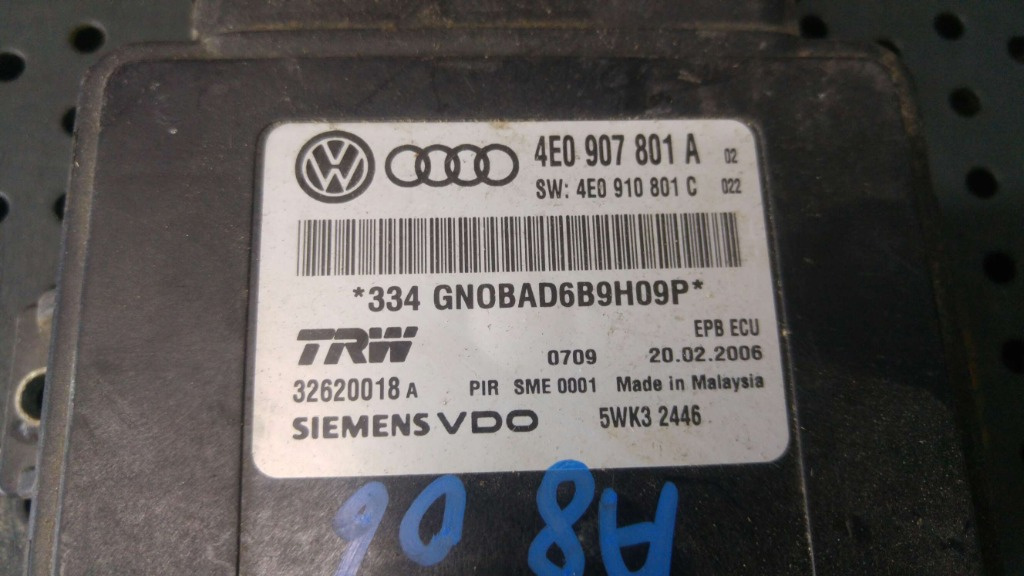 4E0 907 801 A 02
SW: 4E0 910 801 C 022
*334 GNOBAD6B9H09P*
TRW EPB ECU
0709 20.02.2006
32620018 A PIR SME 0001 Made in Malaysia
SIEMENS VDO 5WK3 2446
A8 06